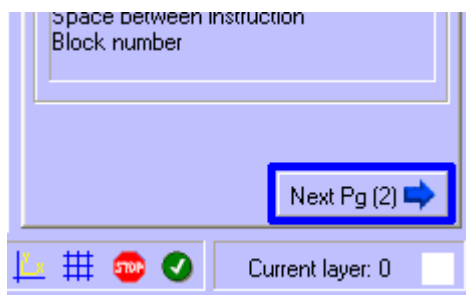 Space between instruction
Block number
Next Pg (2)
Y X STOP Current layer: 0